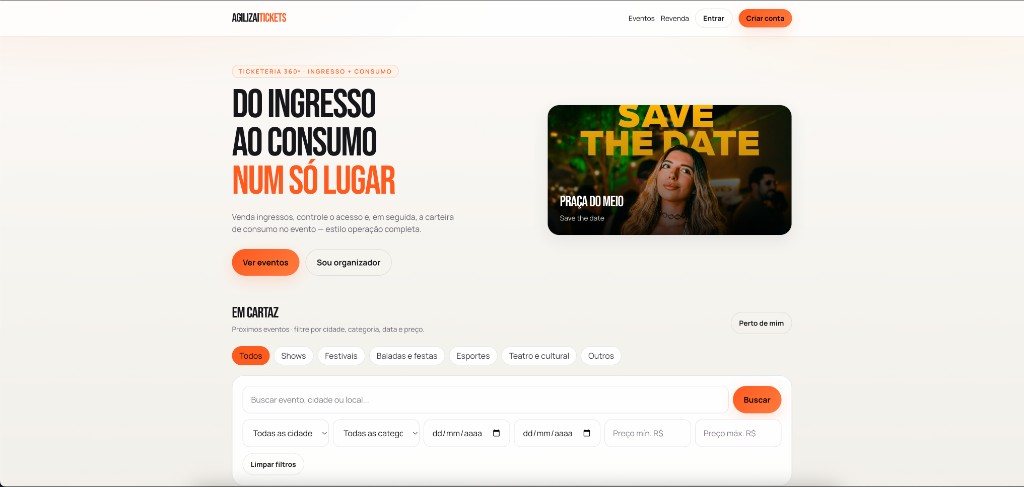 AGILIZAITICKETS
Eventos Revenda Entrar Criar conta
TICKETERIA 360º · INGRESSO + CONSUMO
DO INGRESSO
AO CONSUMO
NUM SÓ LUGAR
Venda ingressos, controle o acesso e, em seguida, a carteira
de consumo no evento — estilo operação completa.
Ver eventos Sou organizador
SAVE
THE DATE
PRAÇA DO MEIO
Save the date
EM CARTAZ
Próximos eventos · filtre por cidade, categoria, data e preço.
Perto de mim
Todos Shows Festivais Baladas e festas Esportes Teatro e cultural Outros
Buscar evento, cidade ou local...
Buscar
Todas as cidade Todas as catego dd/mm/aaaa dd/mm/aaaa Preço mín. R$ Preço máx. R$
Limpar filtros